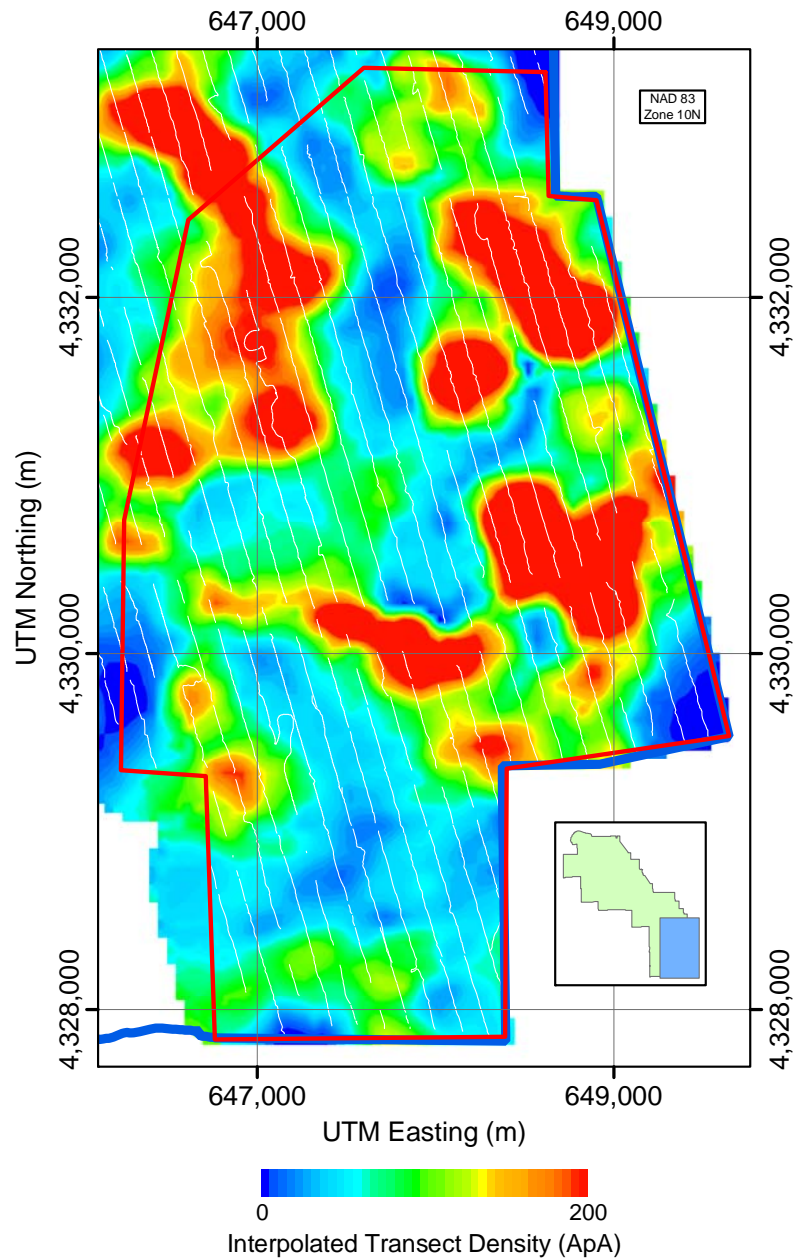 647,000 649,000
NAD 83
Zone 10N
4,332,000 4,332,000
UTM Northing (m)
4,330,000 4,330,000
4,328,000 4,328,000
647,000 649,000
UTM Easting (m)
0 200
Interpolated Transect Density (ApA)